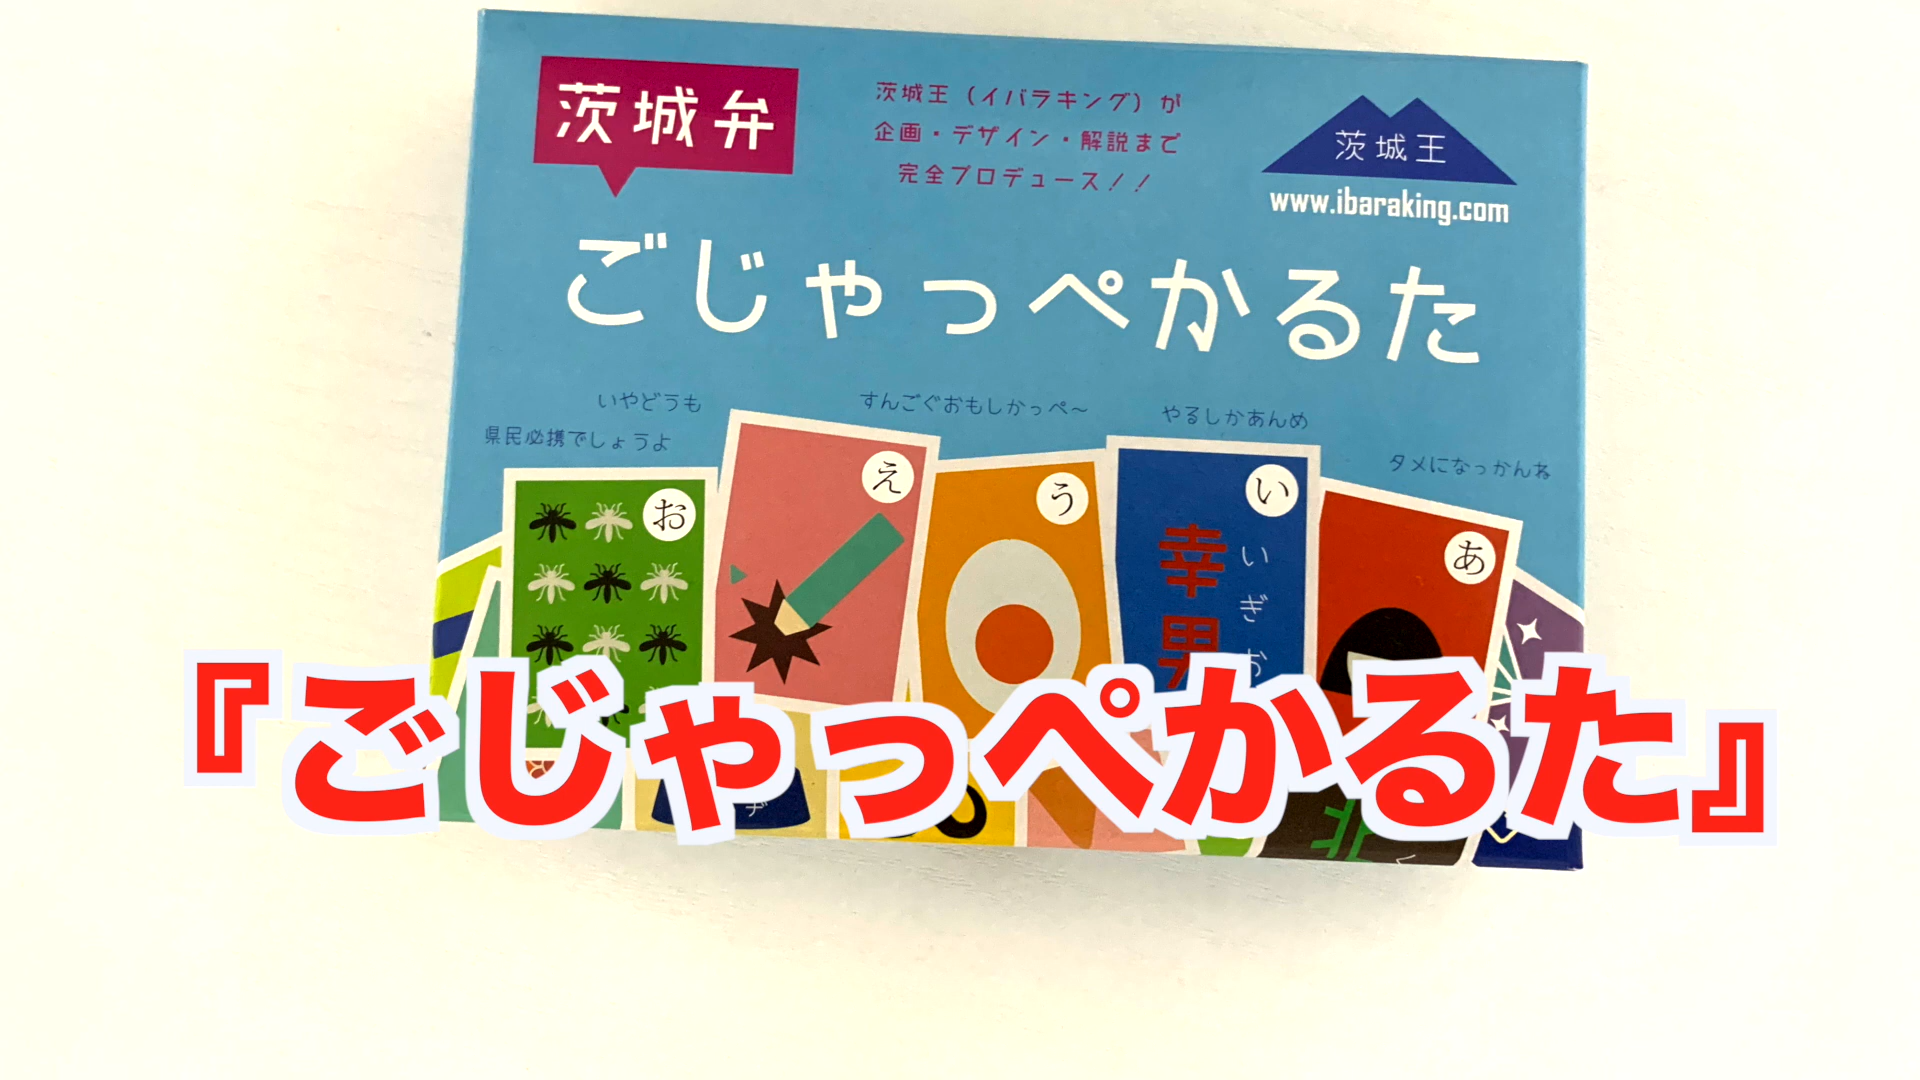 茨城弁
茨城王（イバラキング）が
企画・デザイン・解説まで
完全プロデュース！！
茨城王
www.ibaraking.com
ごじゃっぺかるた
いやどうも
県民必携でしょうよ
すんごぐおもしかっぺ〜
やるしかあんめ
タメになっかんね
お
え
う
い
あ
幸男
いぎお
『ごじゃっぺかるた』